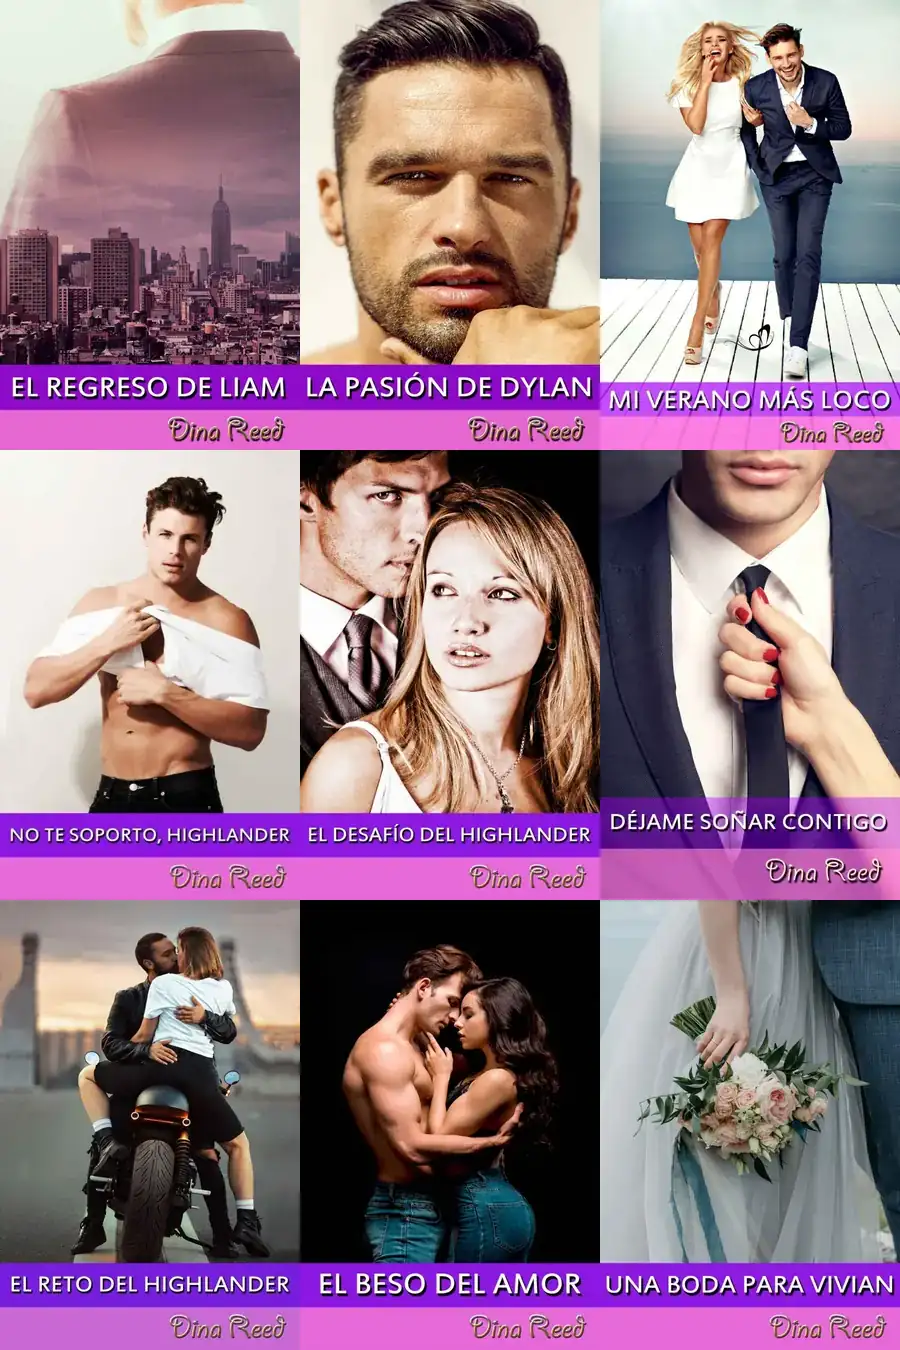 EL REGRESO DE LIAM
Dina Reed
LA PASIÓN DE DYLAN
Dina Reed
MI VERANO MÁS LOCO
Dina Reed
NO TE SOPORTO, HIGHLANDER
Dina Reed
EL DESAFÍO DEL HIGHLANDER
Dina Reed
DÉJAME SOÑAR CONTIGO
Dina Reed
EL RETO DEL HIGHLANDER
Dina Reed
EL BESO DEL AMOR
Dina Reed
UNA BODA PARA VIVIAN
Dina Reed